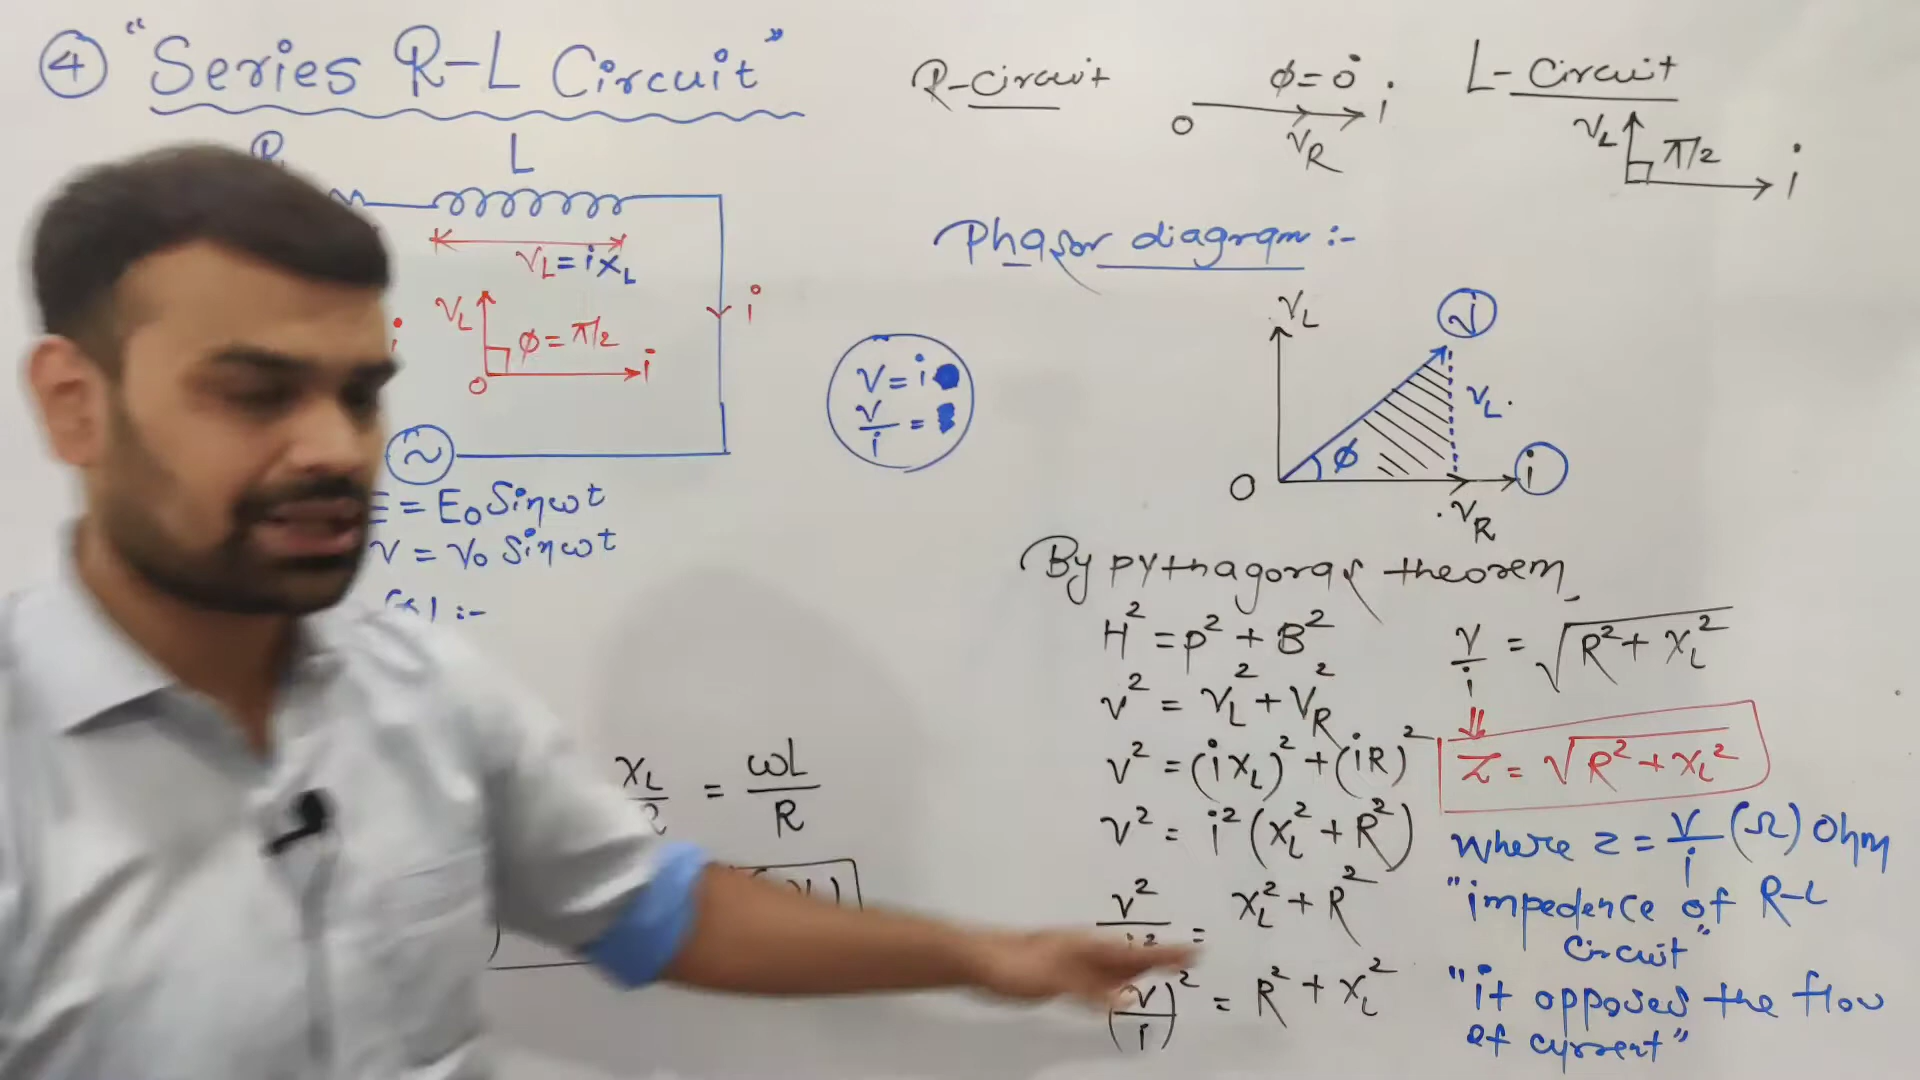 ④ "Series R-L Circuit"
R
L
V_L = i X_L
i
V_L
ϕ = π/2
i
O
i
E = E₀ Sinωt
V = V₀ Sinωt
X_L/R = ωL/R
V = i
V/i =
R-Circuit
ϕ = 0°
O
i
V_R
L-Circuit
V_L
π/2
i
Phasor diagram :-
V_L
V
V_L
ϕ
O
i
V_R
By pythagoras theorem
H² = P² + B²
V² = V_L² + V_R²
V² = (i X_L)² + (iR)²
V² = i² (X_L² + R²)
V²/i² = X_L² + R²
(V/i)² = R² + X_L²
V/i = √R² + X_L²
⇓
Z = √R² + X_L²
where Z = V/i (Ω) Ohm
"impedence of R-L
Circuit"
"it opposes the flow
of current"